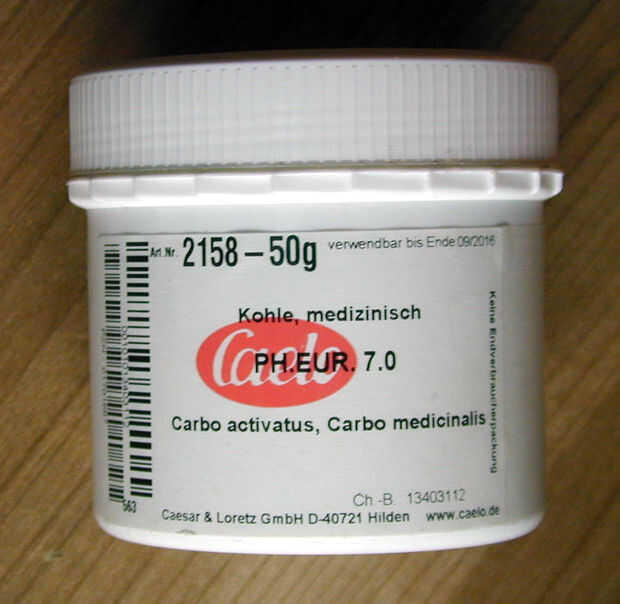 Art.Nr. 2158 – 50g
verwendbar bis Ende 09/2016
Kohle, medizinisch
Caelo
PH.EUR. 7.0
Carbo activatus, Carbo medicinalis
Ch.-B. 13403112
Caesar & Loretz GmbH D-40721 Hilden www.caelo.de
Keine Endverbraucherpackung
563